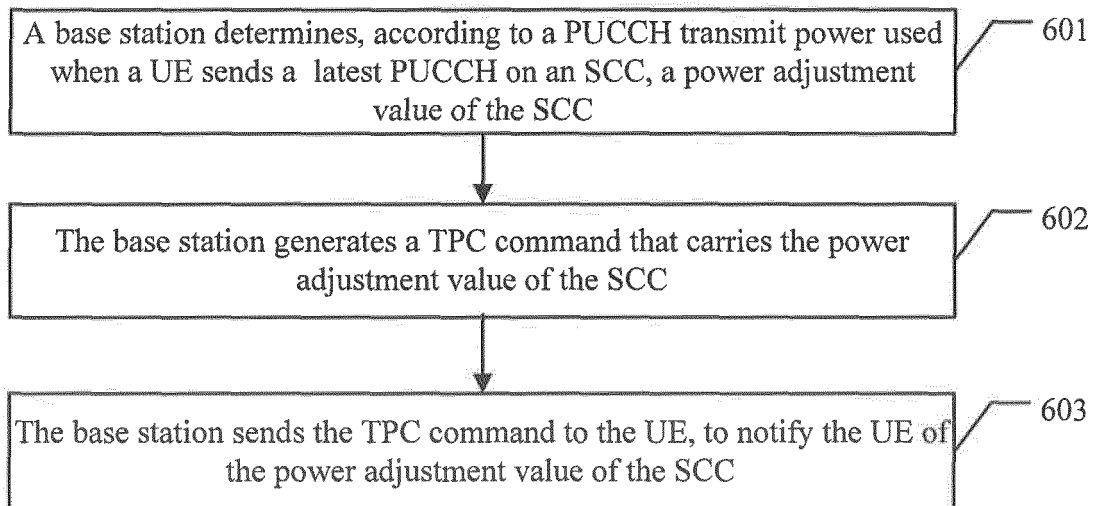 A base station determines, according to a PUCCH transmit power used
when a UE sends a latest PUCCH on an SCC, a power adjustment
value of the SCC
601
The base station generates a TPC command that carries the power
adjustment value of the SCC
602
The base station sends the TPC command to the UE, to notify the UE of
the power adjustment value of the SCC
603